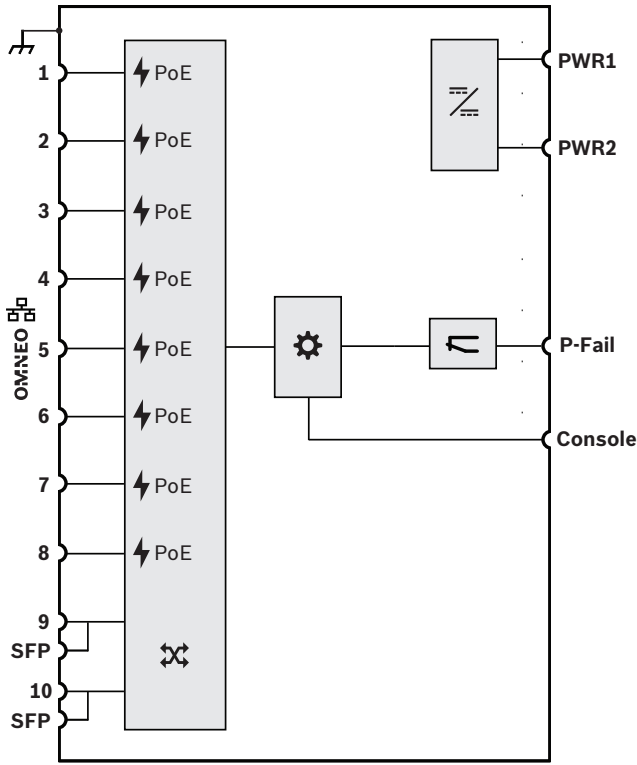 1 PoE
2 PoE
3 PoE
4 PoE
5 PoE
6 PoE
7 PoE
8 PoE
9
SFP
10
SFP
OMNEO
PWR1
PWR2
P-Fail
Console